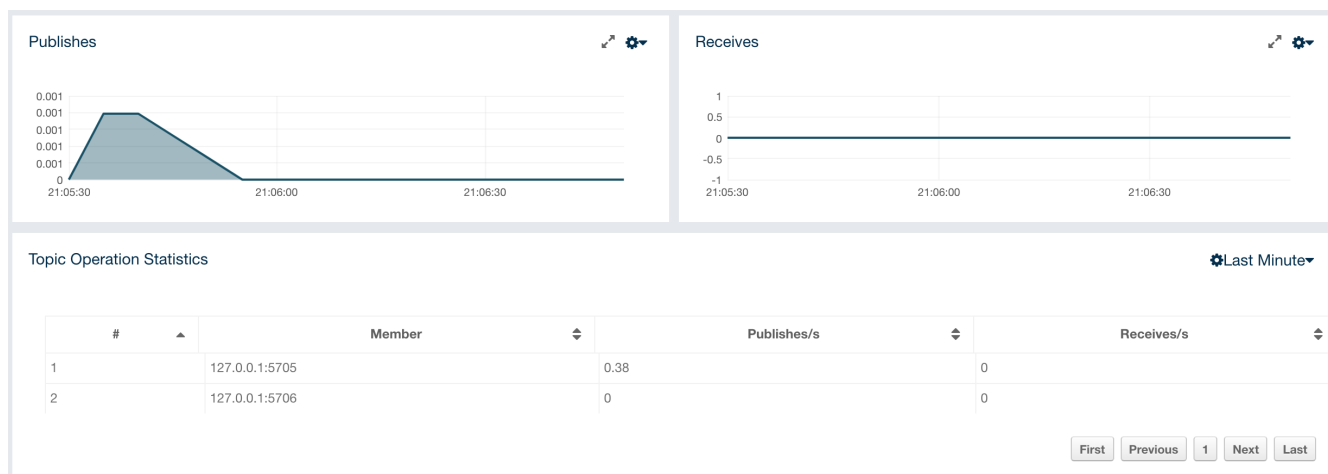 Publishes
0.001
0.001
0.001
0.001
0.001
0
21:05:30 21:06:00 21:06:30
Receives
1
0.5
0
-0.5
-1
21:05:30 21:06:00 21:06:30
Topic Operation Statistics
Last Minute
# Member Publishes/s Receives/s
1 127.0.0.1:5705 0.38 0
2 127.0.0.1:5706 0 0
First Previous 1 Next Last